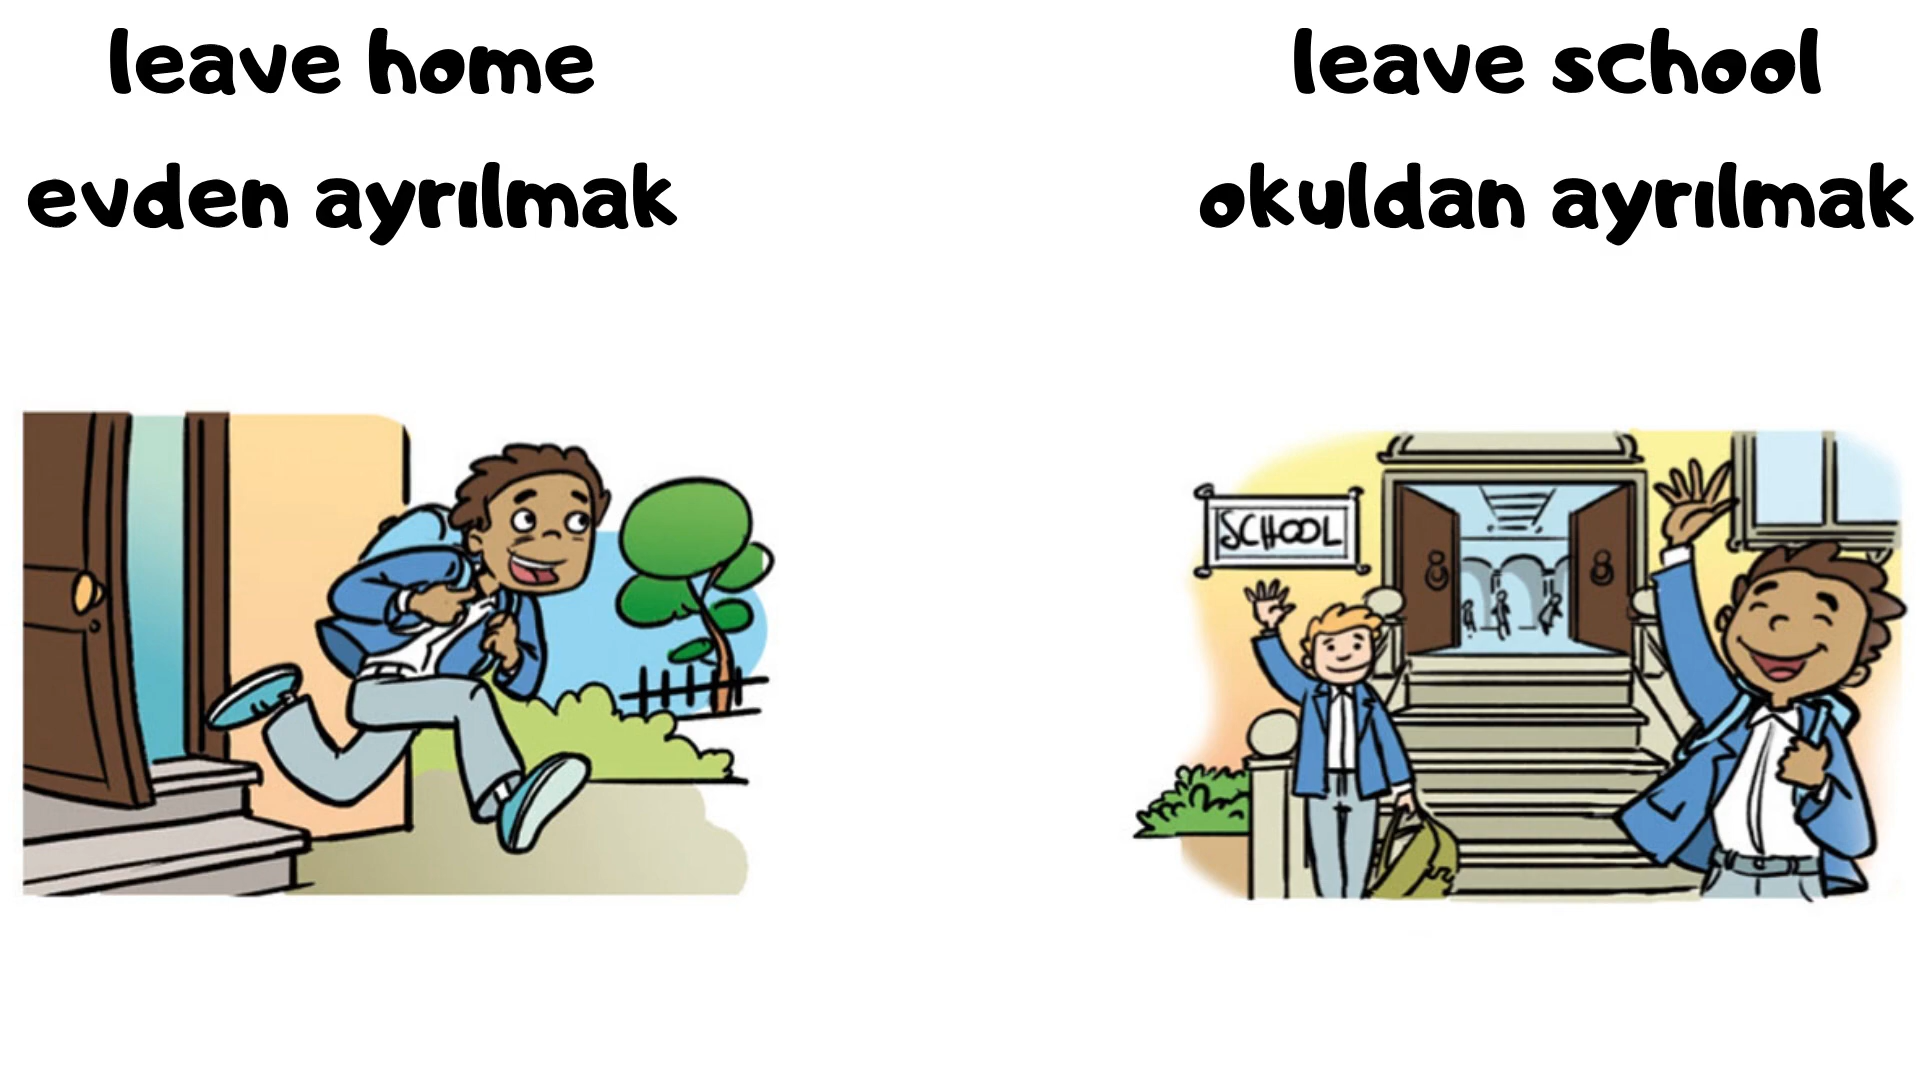 leave home
evden ayrılmak
leave school
okuldan ayrılmak
SCHOOL